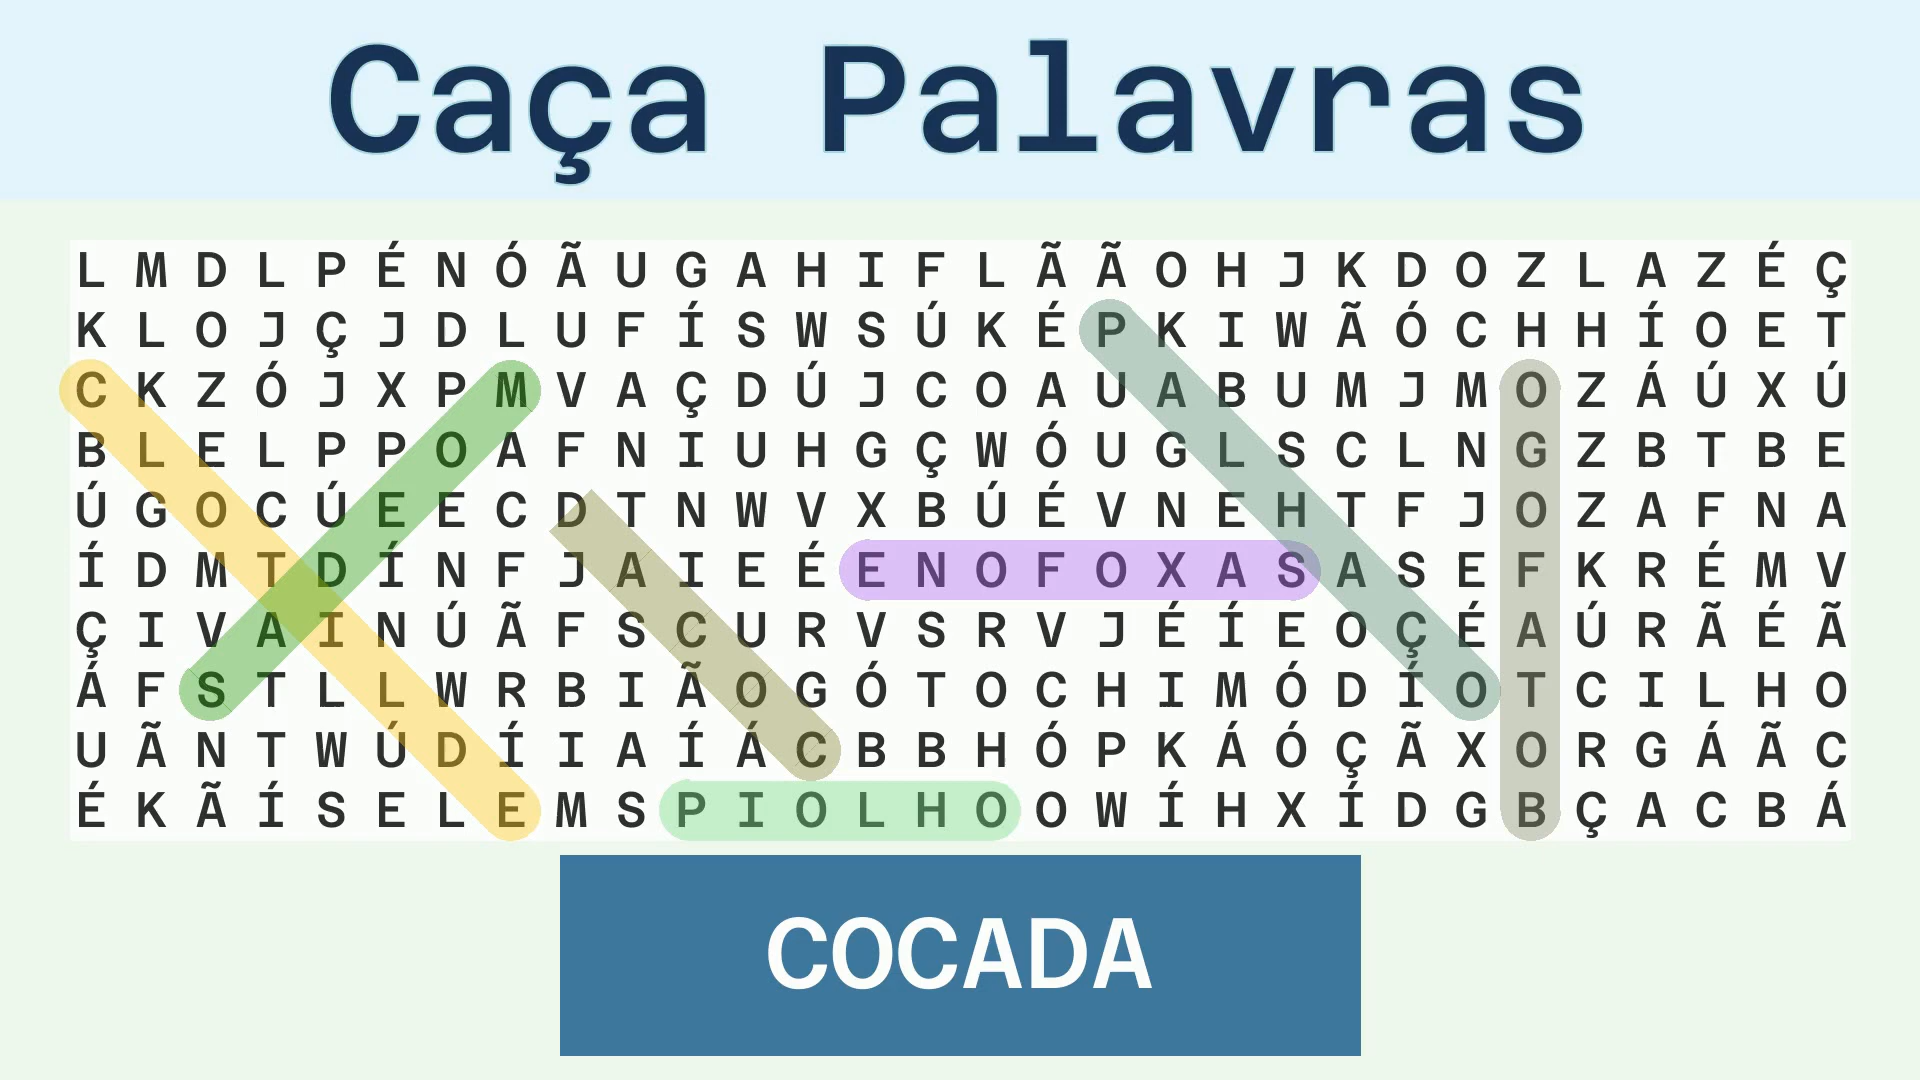 Caça Palavras
L M D L P É N Ó Ã U G A H I F L Ã Ã O H J K D O Z L A Z É Ç
K L O J Ç J D L U F Í S W S Ú K É P K I W Ã Ó C H H Í O E T
C K Z Ó J X P M V A Ç D Ú J C O A U A B U M J M O Z Á Ú X Ú
B L E L P P O A F N I U H G Ç W Ó U G L S C L N G Z B T B E
Ú G O C Ú E E C D T N W V X B Ú É V N E H T F J O Z A F N A
Í D M T D Í N F J A I E É E N O F O X A S A S E F K R É M V
Ç I V A I N Ú Ã F S C U R V S R V J É Í E O Ç É A Ú R Ã É Ã
Á F S T L L W R B I Ã O G Ó T O C H I M Ó D Í O T C I L H O
U Ã N T W Ú D Í I A Í Á C B B H Ó P K Á Ó Ç Ã X O R G Á Ã C
É K Ã Í S E L E M S P I O L H O O W Í H X Í D G B Ç A C B Á
COCADA